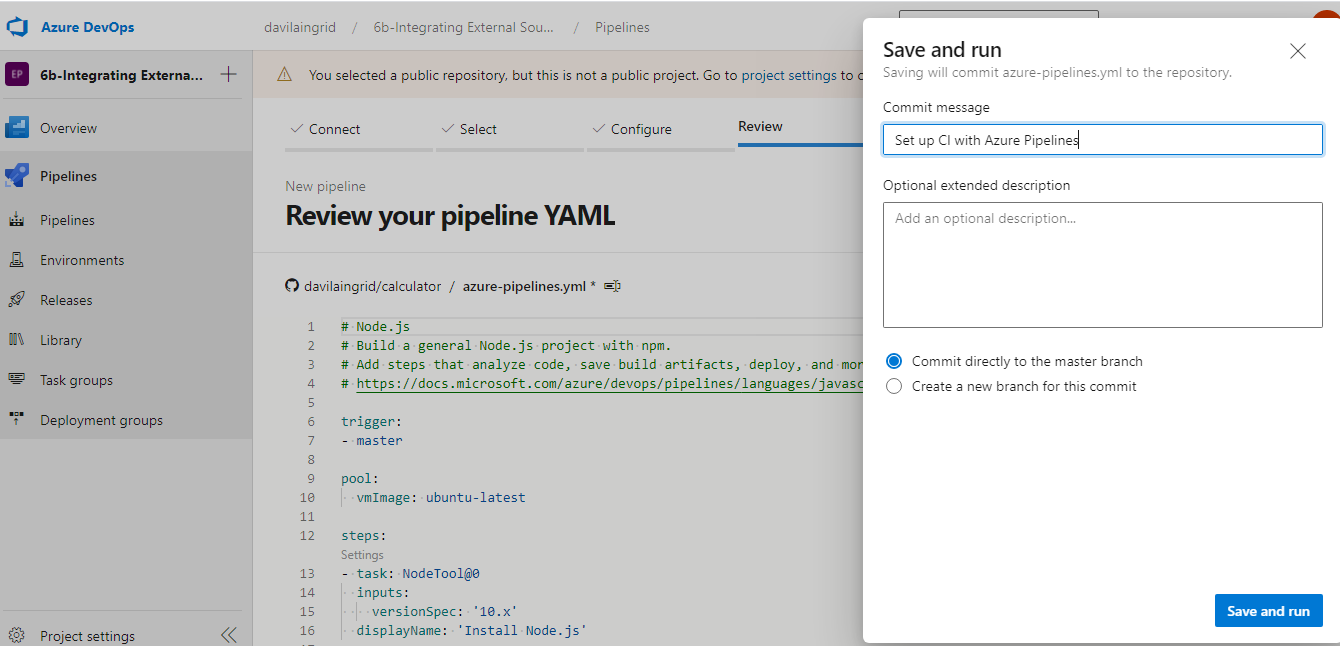 Azure DevOps
davilaingrid / 6b-Integrating External Sou... / Pipelines
EP 6b-Integrating Externa...
Overview
Pipelines
Pipelines
Environments
Releases
Library
Task groups
Deployment groups
Project settings
You selected a public repository, but this is not a public project. Go to project settings to c
Connect
Select
Configure
Review
New pipeline
Review your pipeline YAML
davilaingrid/calculator / azure-pipelines.yml *
1 # Node.js
2 # Build a general Node.js project with npm.
3 # Add steps that analyze code, save build artifacts, deploy, and mor
4 # https://docs.microsoft.com/azure/devops/pipelines/languages/javasc
5
6 trigger:
7 - master
8
9 pool:
10 vmImage: ubuntu-latest
11
12 steps:
Settings
13 - task: NodeTool@0
14 inputs:
15 versionSpec: '10.x'
16 displayName: 'Install Node.js'
Save and run
Saving will commit azure-pipelines.yml to the repository.
Commit message
Set up CI with Azure Pipelines
Optional extended description
Add an optional description...
Commit directly to the master branch
Create a new branch for this commit
Save and run